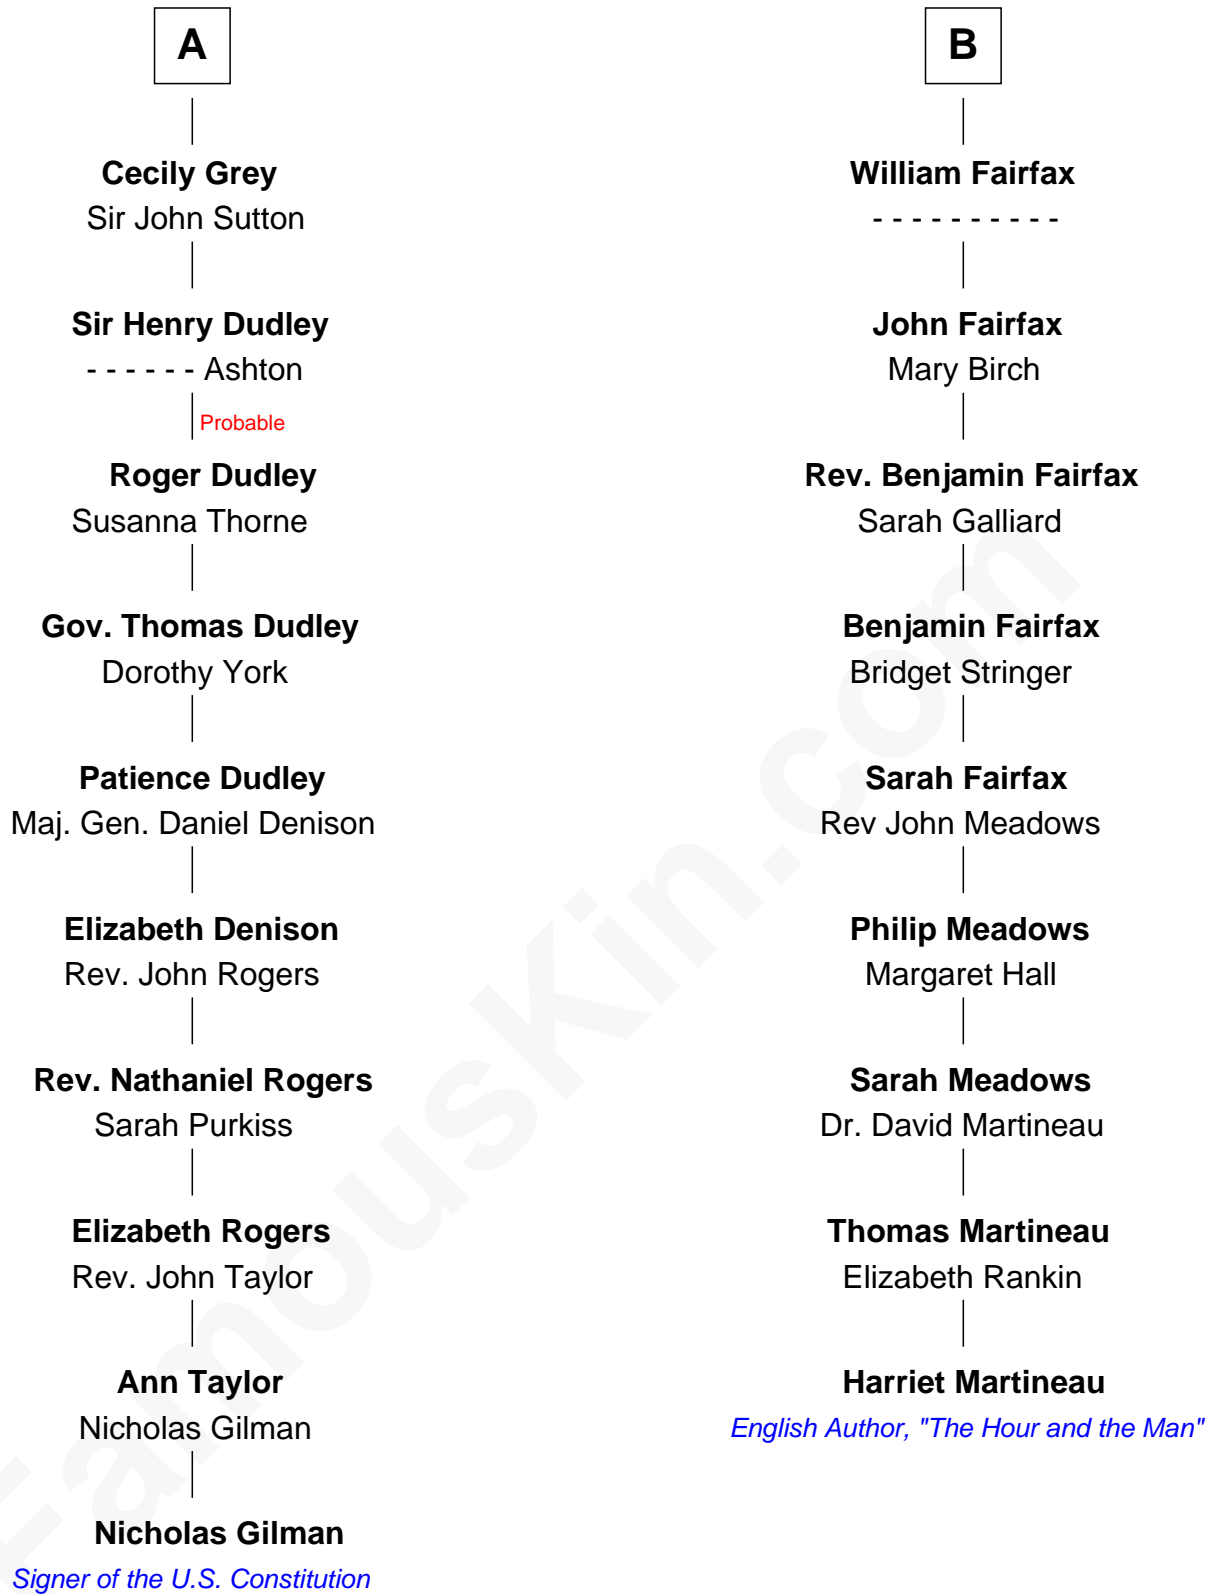 A
Cecily Grey
Sir John Sutton
Sir Henry Dudley
- - - - - - Ashton
Probable
Roger Dudley
Susanna Thorne
Gov. Thomas Dudley
Dorothy York
Patience Dudley
Maj. Gen. Daniel Denison
Elizabeth Denison
Rev. John Rogers
Rev. Nathaniel Rogers
Sarah Purkiss
Elizabeth Rogers
Rev. John Taylor
Ann Taylor
Nicholas Gilman
Nicholas Gilman
Signer of the U.S. Constitution
B
William Fairfax
- - - - - - - - - -
John Fairfax
Mary Birch
Rev. Benjamin Fairfax
Sarah Galliard
Benjamin Fairfax
Bridget Stringer
Sarah Fairfax
Rev John Meadows
Philip Meadows
Margaret Hall
Sarah Meadows
Dr. David Martineau
Thomas Martineau
Elizabeth Rankin
Harriet Martineau
English Author, "The Hour and the Man"
FamousKin.com